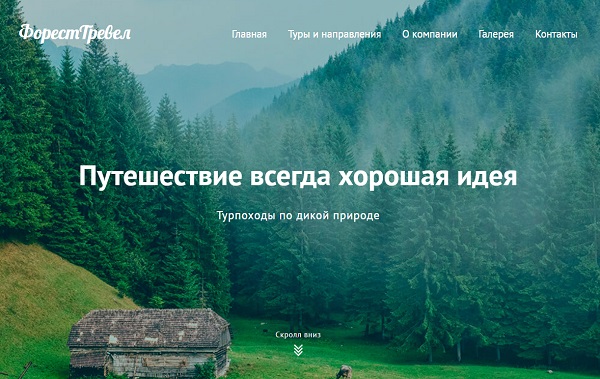 ФорестТревел
Главная Туры и направления О компании Галерея Контакты
Путешествие всегда хорошая идея
Турпоходы по дикой природе
Скролл вниз